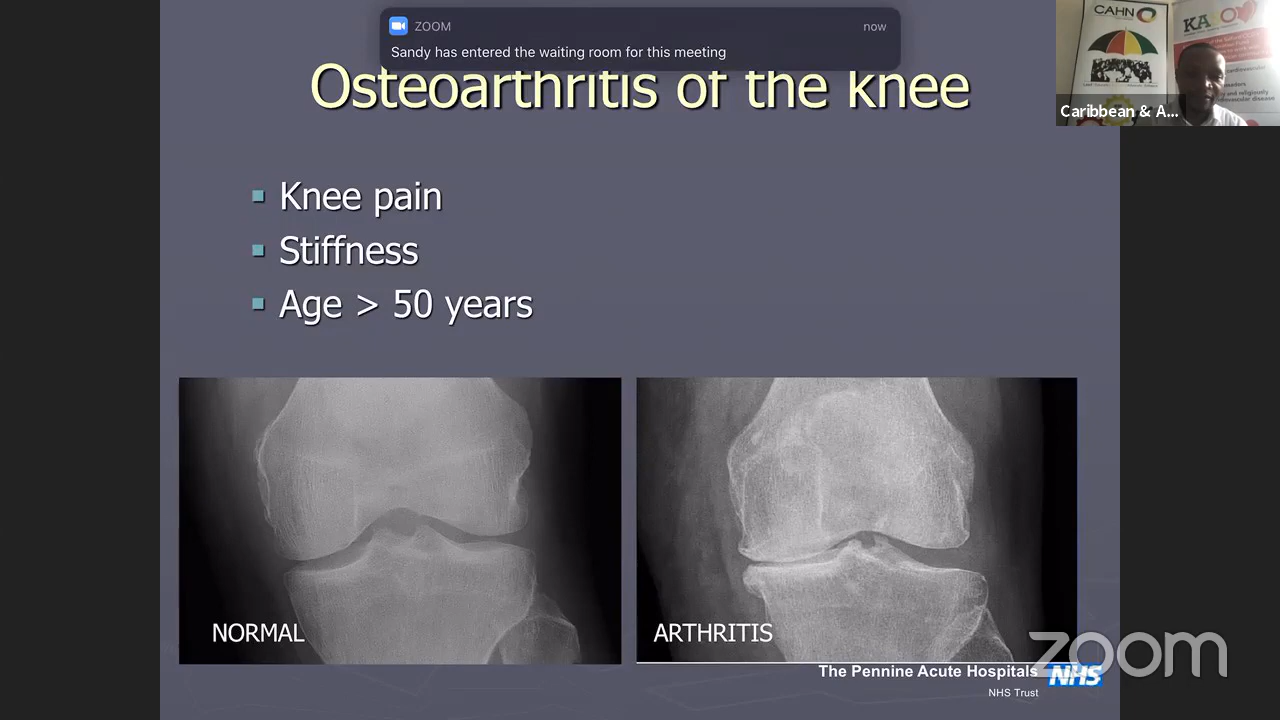 ZOOM
now
Sandy has entered the waiting room for this meeting
Osteoarthritis of the knee
CAHN
Caribbean & A...
Knee pain
Stiffness
Age > 50 years
NORMAL
ARTHRITIS
The Pennine Acute Hospitals
NHS
NHS Trust
zoom